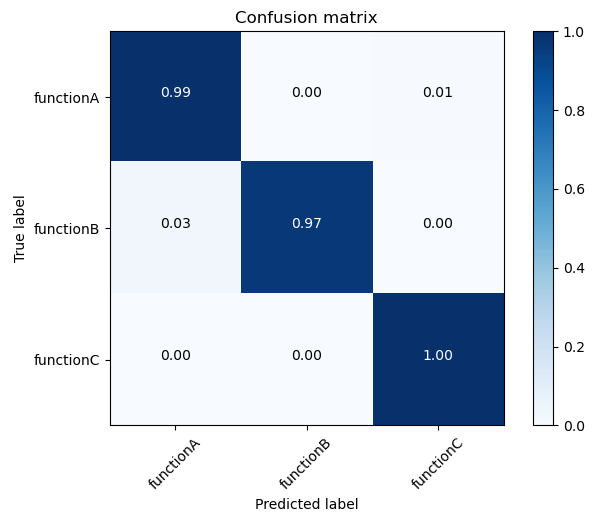 Confusion matrix
True label
functionA
0.99 0.00 0.01
functionB
0.03 0.97 0.00
functionC
0.00 0.00 1.00
functionA
functionB
functionC
Predicted label
1.0
0.8
0.6
0.4
0.2
0.0